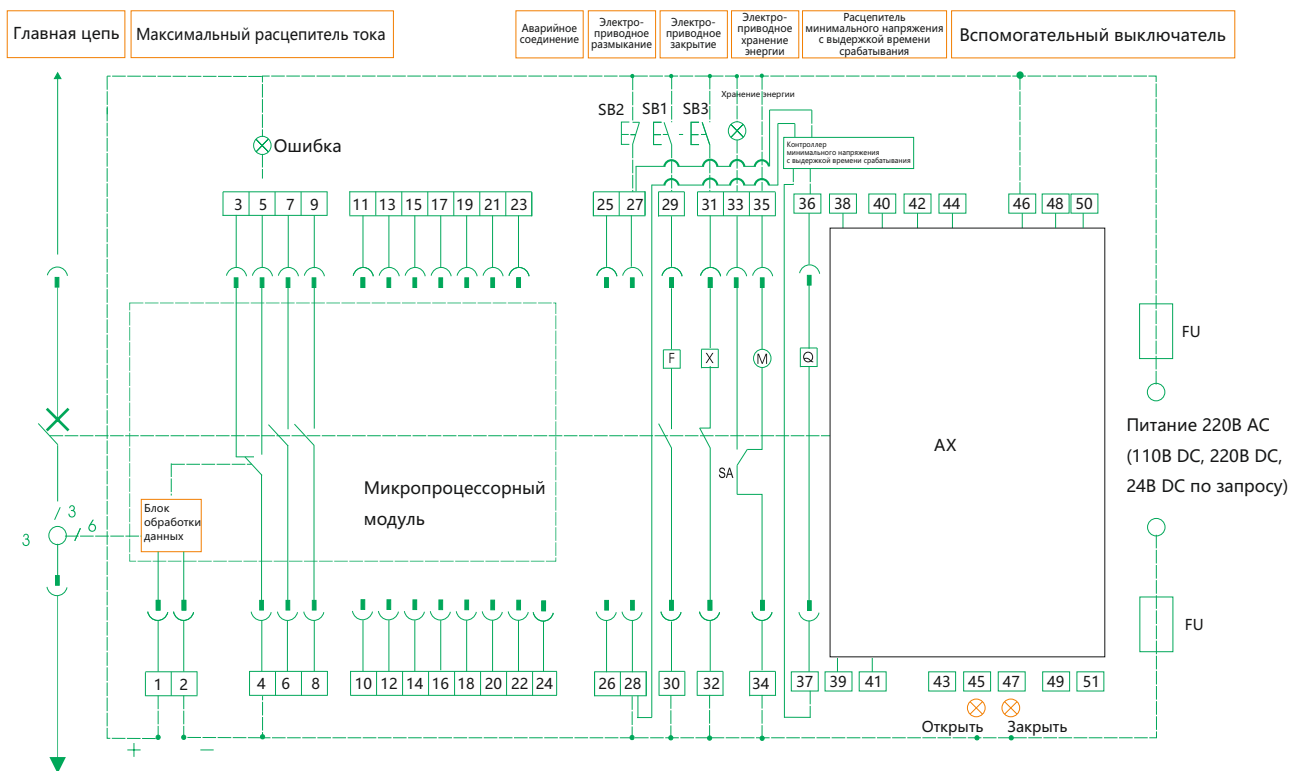 Главная цепь
Максимальный расцепитель тока
Аварийное
соединение
Электро-
приводное
размыкание
Электро-
приводное
закрытие
Электро-
приводное
хранение
энергии
Расцепитель
минимального напряжения
с выдержкой времени
срабатывания
Вспомогательный выключатель
Хранение энергии
SB2 SB1 SB3
Ошибка
Контроллер
минимального напряжения
с выдержкой времени срабатывания
3 5 7 9 11 13 15 17 19 21 23 25 27 29 31 33 35 36 38 40 42 44 46 48 50
FU
F X M Q
Питание 220В AC
(110В DC, 220В DC,
24В DC по запросу)
AX
SA
Микропроцессорный
модуль
Блок
обработки
данных
3
3 6
FU
1 2 4 6 8 10 12 14 16 18 20 22 24 26 28 30 32 34 37 39 41 43 45 47 49 51
Открыть Закрыть
+ −